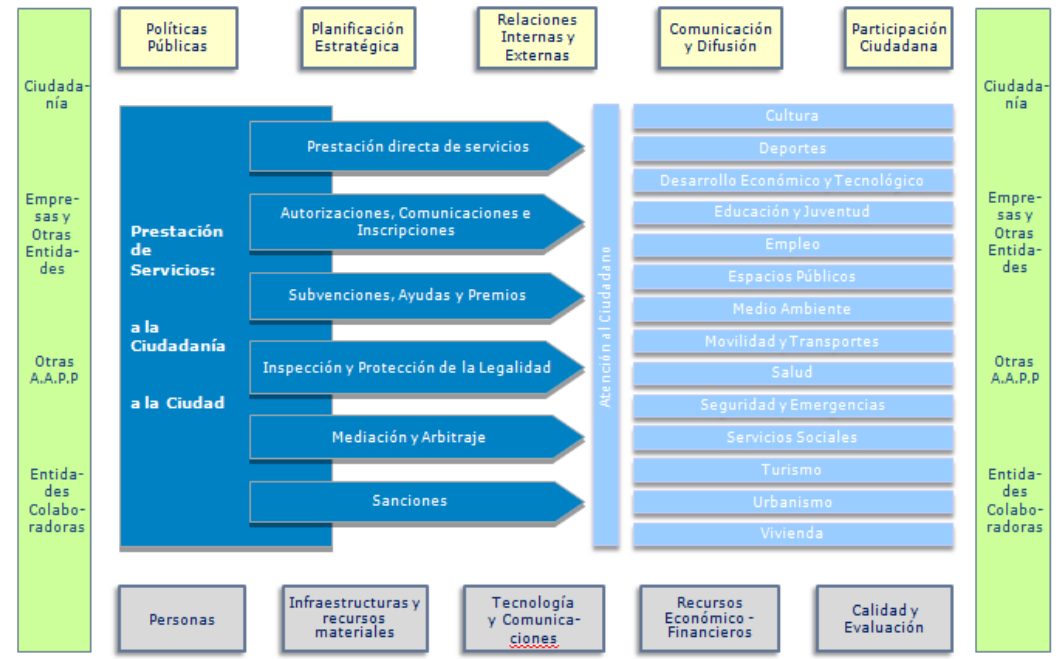 Políticas
Públicas
Planificación
Estratégica
Relaciones
Internas y
Externas
Comunicación
y Difusión
Participación
Ciudadana
Ciudada-
nía
Empre-
sas y
Otras
Entida-
des
Otras
A.A.P.P
Entida-
des
Colabo-
radoras
Prestación
de
Servicios:
a la
Ciudadanía
a la Ciudad
Prestación directa de servicios
Autorizaciones, Comunicaciones e
Inscripciones
Subvenciones, Ayudas y Premios
Inspección y Protección de la Legalidad
Mediación y Arbitraje
Sanciones
Atención al Ciudadano
Cultura
Deportes
Desarrollo Económico y Tecnológico
Educación y Juventud
Empleo
Espacios Públicos
Medio Ambiente
Movilidad y Transportes
Salud
Seguridad y Emergencias
Servicios Sociales
Turismo
Urbanismo
Vivienda
Ciudada-
nía
Empre-
sas y
Otras
Entida-
des
Otras
A.A.P.P
Entida-
des
Colabo-
radoras
Personas
Infraestructuras y
recursos
materiales
Tecnología
y Comunica-
ciones
Recursos
Económico -
Financieros
Calidad y
Evaluación